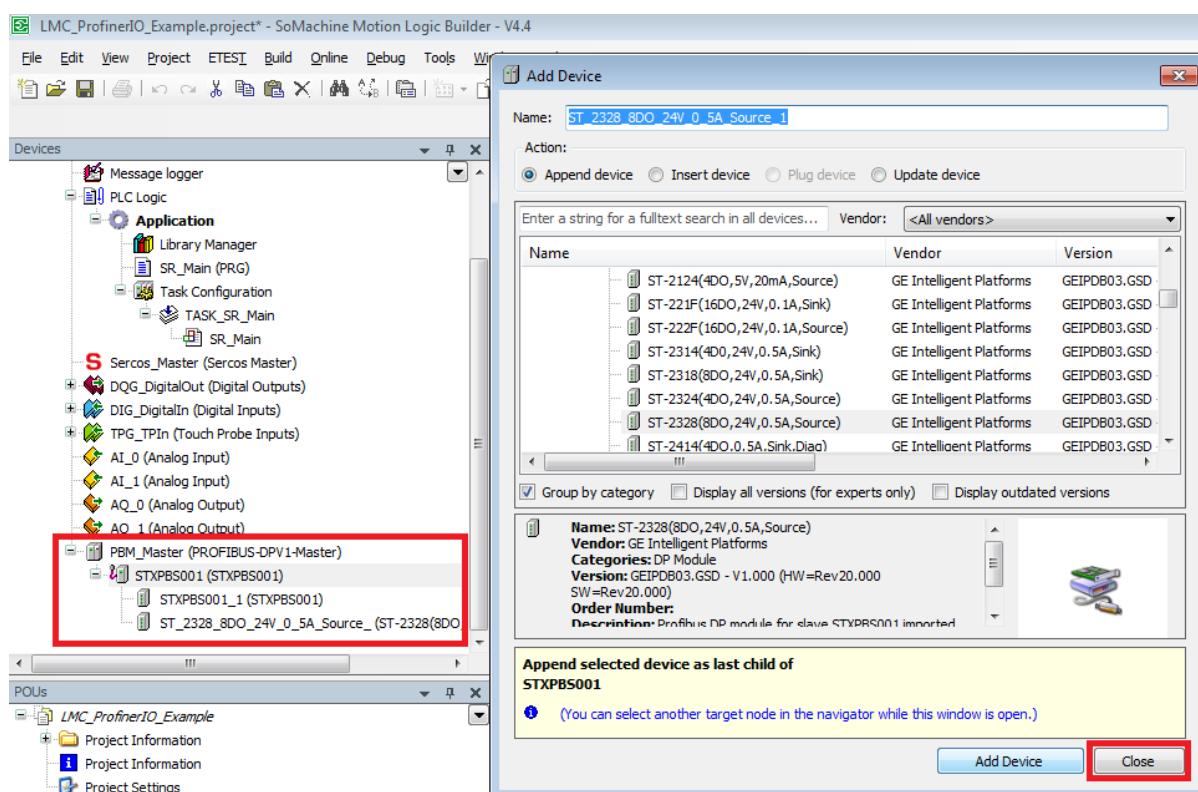 LMC_ProfinerIO_Example.project* - SoMachine Motion Logic Builder - V4.4
File Edit View Project ETEST Build Online Debug Tools
Devices
Message logger
PLC Logic
Application
Library Manager
SR_Main (PRG)
Task Configuration
TASK_SR_Main
SR_Main
Sercos_Master (Sercos Master)
DQG_DigitalOut (Digital Outputs)
DIG_DigitalIn (Digital Inputs)
TPG_TPIn (Touch Probe Inputs)
AI_0 (Analog Input)
AI_1 (Analog Input)
AQ_0 (Analog Output)
AQ_1 (Analog Output)
PBM_Master (PROFIBUS-DPV1-Master)
STXPBS001 (STXPBS001)
STXPBS001_1 (STXPBS001)
ST_2328_8DO_24V_0_5A_Source_ (ST-2328(8DO,
POUs
LMC_ProfinerIO_Example
Project Information
Project Information
Project Settings
Add Device
Name: ST_2328_8DO_24V_0_5A_Source_1
Action:
Append device Insert device Plug device Update device
Enter a string for a fulltext search in all devices... Vendor: <All vendors>
Name Vendor Version
ST-2124(4DO,5V,20mA,Source) GE Intelligent Platforms GEIPDB03.GSD
ST-221F(16DO,24V,0.1A,Sink) GE Intelligent Platforms GEIPDB03.GSD
ST-222F(16DO,24V,0.1A,Source) GE Intelligent Platforms GEIPDB03.GSD
ST-2314(4D0,24V,0.5A,Sink) GE Intelligent Platforms GEIPDB03.GSD
ST-2318(8DO,24V,0.5A,Sink) GE Intelligent Platforms GEIPDB03.GSD
ST-2324(4DO,24V,0.5A,Source) GE Intelligent Platforms GEIPDB03.GSD
ST-2328(8DO,24V,0.5A,Source) GE Intelligent Platforms GEIPDB03.GSD
ST-2414(4DO,0.5A,Sink,Diag) GE Intelligent Platforms GEIPDB03.GSD
Group by category Display all versions (for experts only) Display outdated versions
Name: ST-2328(8DO,24V,0.5A,Source)
Vendor: GE Intelligent Platforms
Categories: DP Module
Version: GEIPDB03.GSD - V1.000 (HW=Rev20.000
SW=Rev20.000)
Order Number:
Description: Profibus DP module for slave STXPBS001 imported
Append selected device as last child of
STXPBS001
(You can select another target node in the navigator while this window is open.)
Add Device Close